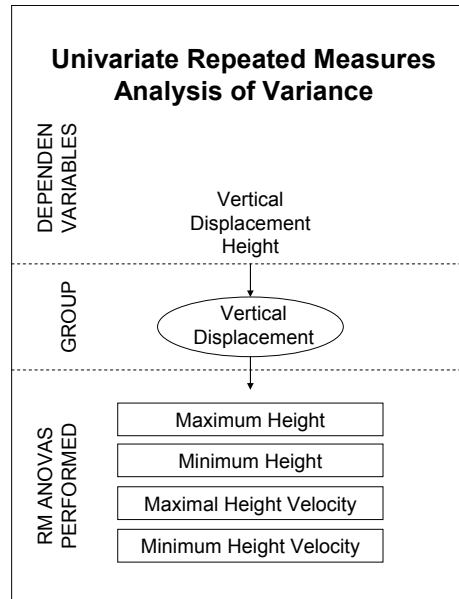 Univariate Repeated Measures
Analysis of Variance
DEPENDEN
VARIABLES
Vertical
Displacement
Height
GROUP
Vertical
Displacement
RM ANOVAS
PERFORMED
Maximum Height
Minimum Height
Maximal Height Velocity
Minimum Height Velocity